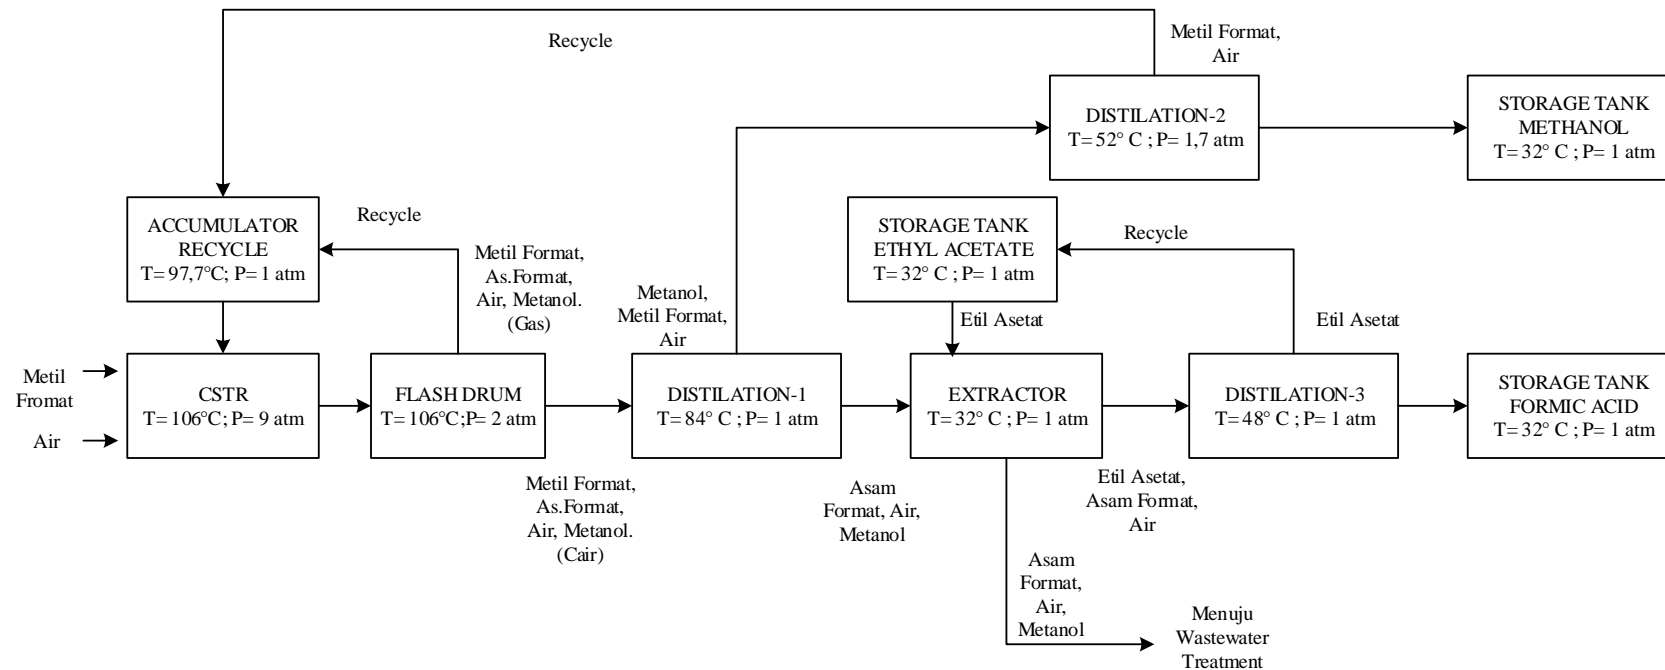 Recycle
Metil Format,
Air
DISTILATION-2
T= 52° C ; P= 1,7 atm
STORAGE TANK
METHANOL
T= 32° C ; P= 1 atm
ACCUMULATOR
RECYCLE
T= 97,7°C; P= 1 atm
Recycle
Metil Format,
As.Format,
Air, Metanol.
(Gas)
Metanol,
Metil Format,
Air
STORAGE TANK
ETHYL ACETATE
T= 32° C ; P= 1 atm
Recycle
Etil Asetat
Etil Asetat
Metil
Fromat
Air
CSTR
T= 106°C; P= 9 atm
FLASH DRUM
T= 106°C;P= 2 atm
DISTILATION-1
T= 84° C ; P= 1 atm
EXTRACTOR
T= 32° C ; P= 1 atm
DISTILATION-3
T= 48° C ; P= 1 atm
STORAGE TANK
FORMIC ACID
T= 32° C ; P= 1 atm
Metil Format,
As.Format,
Air, Metanol.
(Cair)
Asam
Format, Air,
Metanol
Etil Asetat,
Asam Format,
Air
Asam
Format,
Air,
Metanol
Menuju
Wastewater
Treatment